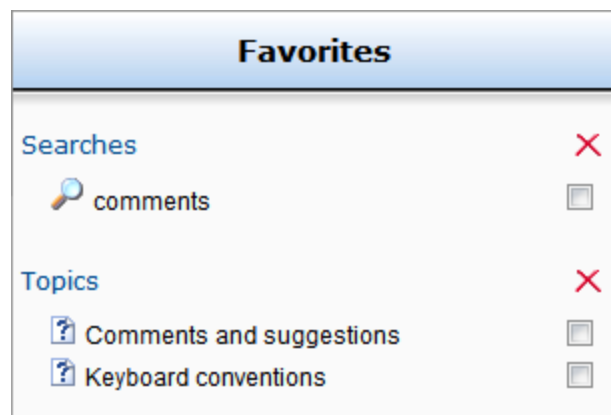 Favorites
Searches
comments
Topics
Comments and suggestions
Keyboard conventions